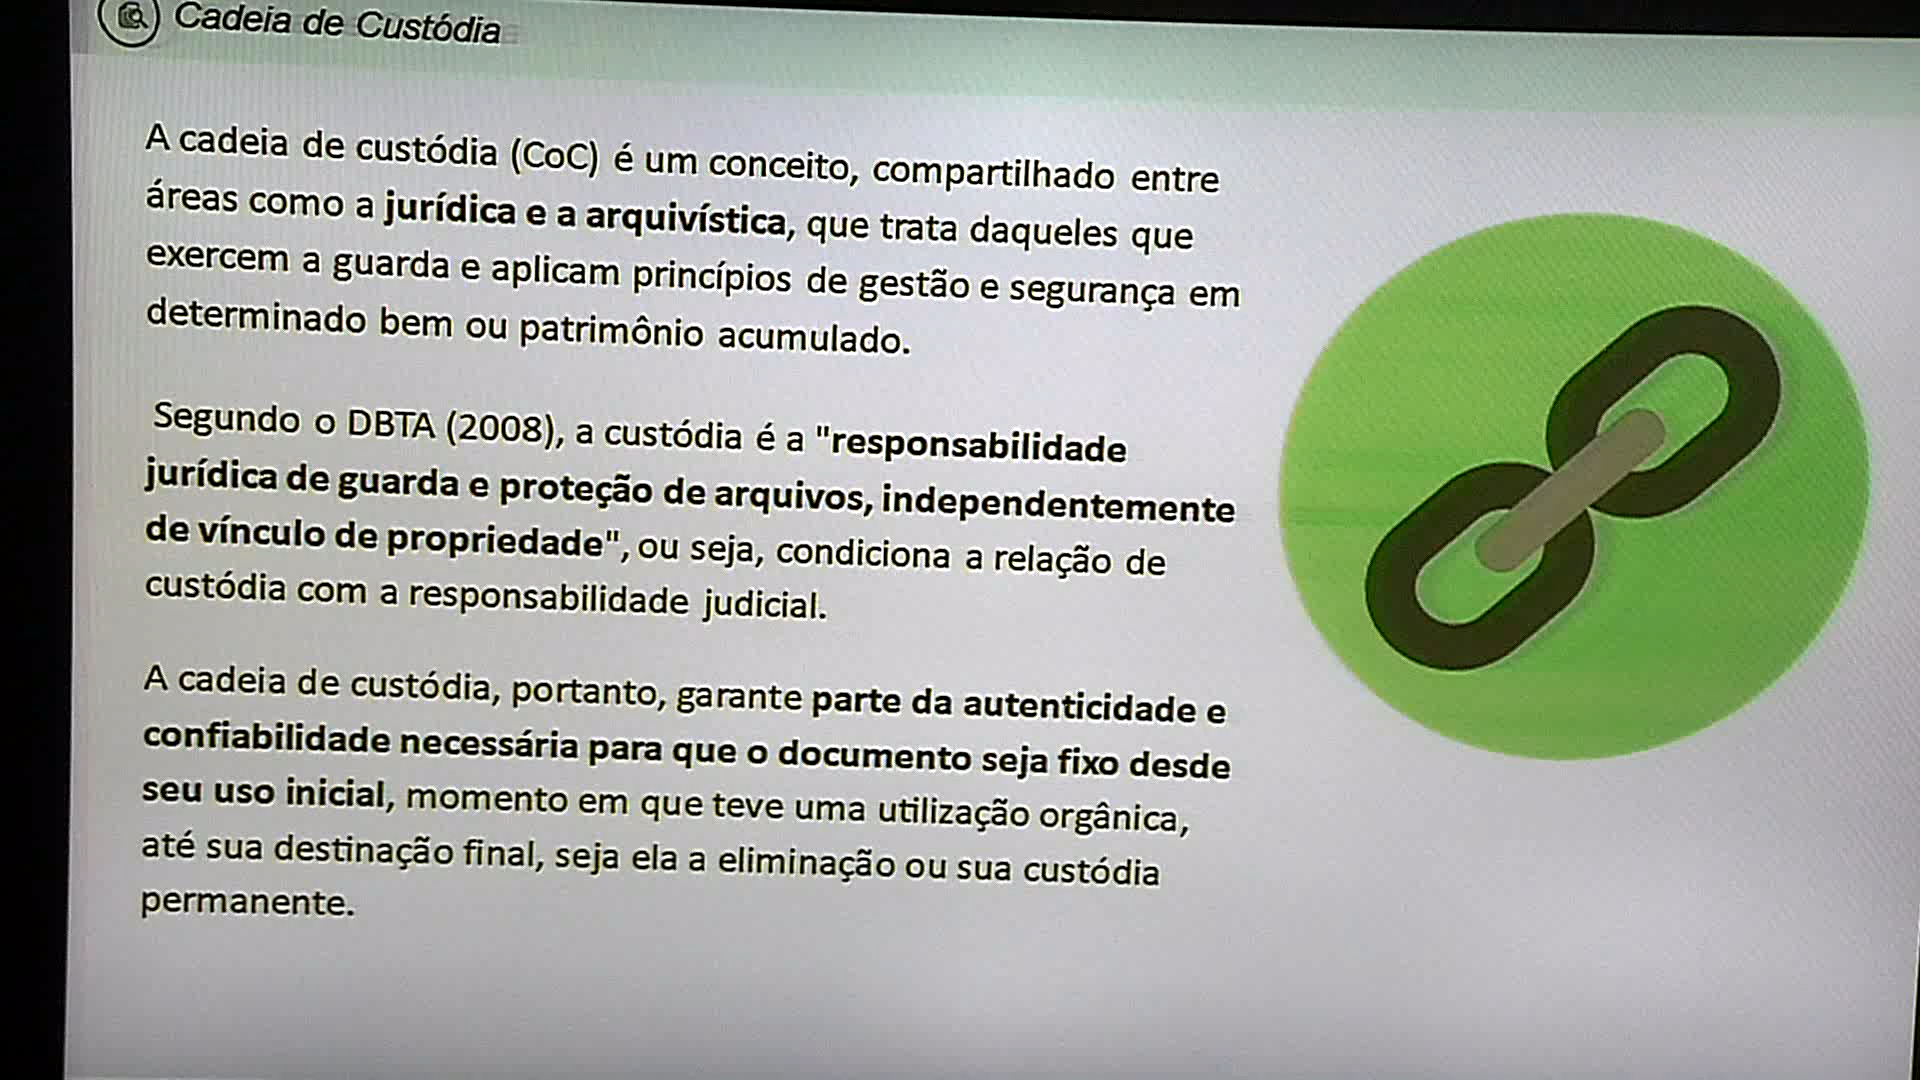 Cadeia de Custódia
A cadeia de custódia (CoC) é um conceito, compartilhado entre
áreas como a jurídica e a arquivística, que trata daqueles que
exercem a guarda e aplicam princípios de gestão e segurança em
determinado bem ou patrimônio acumulado.
Segundo o DBTA (2008), a custódia é a "responsabilidade
jurídica de guarda e proteção de arquivos, independentemente
de vínculo de propriedade", ou seja, condiciona a relação de
custódia com a responsabilidade judicial.
A cadeia de custódia, portanto, garante parte da autenticidade e
confiabilidade necessária para que o documento seja fixo desde
seu uso inicial, momento em que teve uma utilização orgânica,
até sua destinação final, seja ela a eliminação ou sua custódia
permanente.